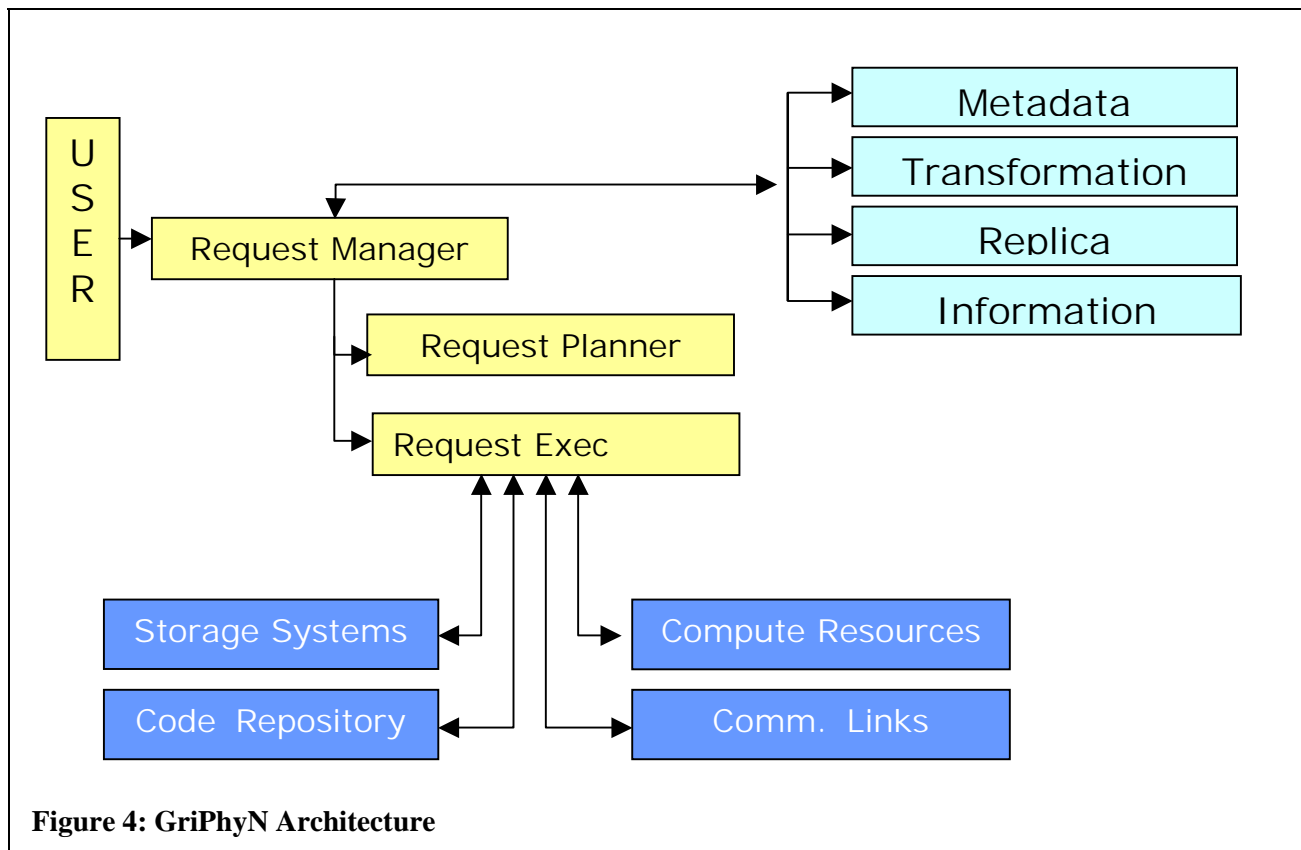 USER
Request Manager
Request Planner
Request Exec
Metadata
Transformation
Replica
Information
Storage Systems
Compute Resources
Code Repository
Comm. Links
Figure 4: GriPhyN Architecture